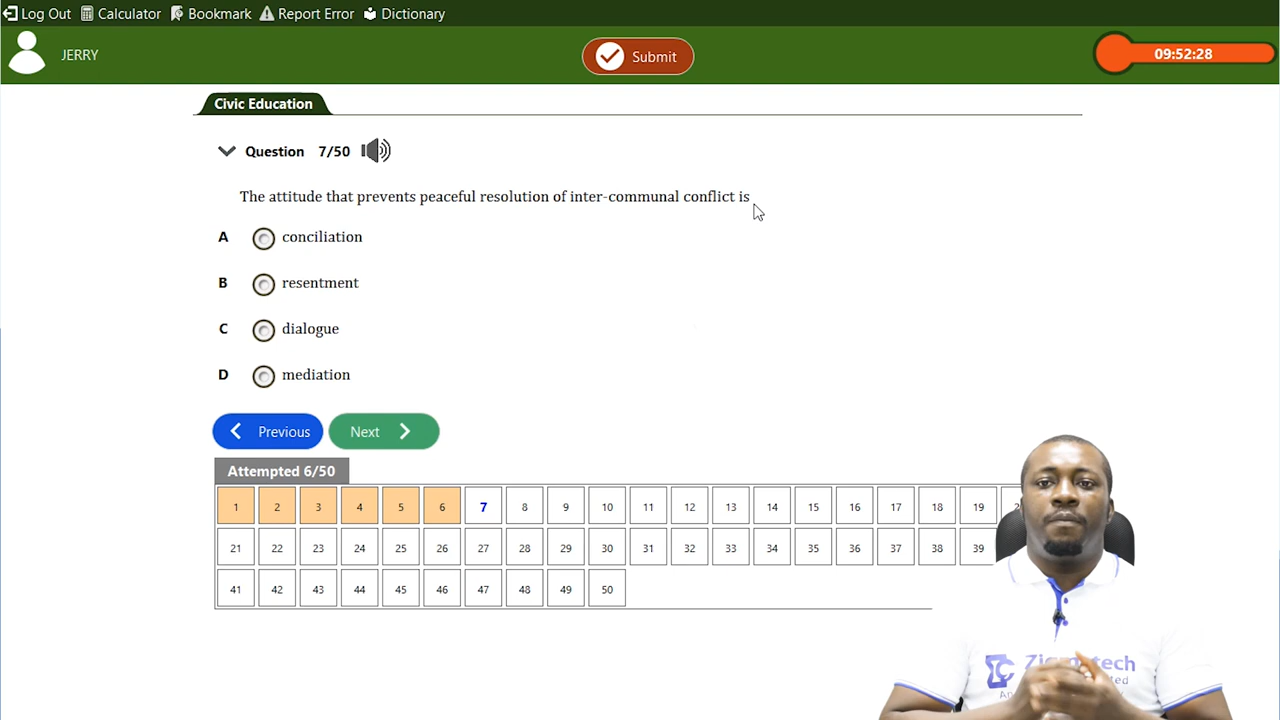 Log Out Calculator Bookmark Report Error Dictionary
JERRY
Submit
09:52:28
Civic Education
Question 7/50
The attitude that prevents peaceful resolution of inter-communal conflict is
A conciliation
B resentment
C dialogue
D mediation
Previous Next
Attempted 6/50
1 2 3 4 5 6 7 8 9 10 11 12 13 14 15 16 17 18 19
21 22 23 24 25 26 27 28 29 30 31 32 33 34 35 36 37 38 39
41 42 43 44 45 46 47 48 49 50